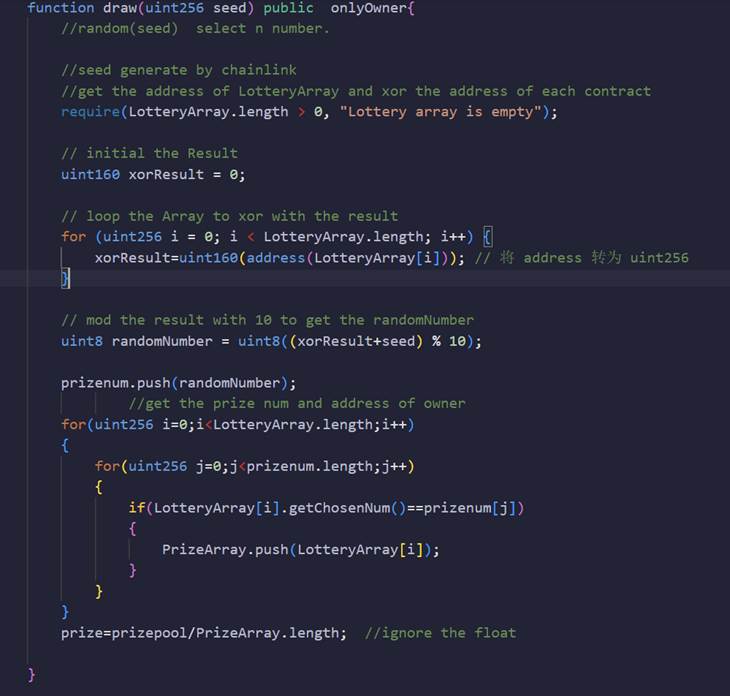 function draw(uint256 seed) public  onlyOwner{
//random(seed)  select n number.
//seed generate by chainlink
//get the address of LotteryArray and xor the address of each contract
require(LotteryArray.length > 0, "Lottery array is empty");
// initial the Result
uint160 xorResult = 0;
// loop the Array to xor with the result
for (uint256 i = 0; i < LotteryArray.length; i++) {
xorResult=uint160(address(LotteryArray[i])); // 将 address 转为 uint256
}
// mod the result with 10 to get the randomNumber
uint8 randomNumber = uint8((xorResult+seed) % 10);
prizenum.push(randomNumber);
//get the prize num and address of owner
for(uint256 i=0;i<LotteryArray.length;i++)
{
for(uint256 j=0;j<prizenum.length;j++)
{
if(LotteryArray[i].getChosenNum()==prizenum[j])
{
PrizeArray.push(LotteryArray[i]);
}
}
}
prize=prizepool/PrizeArray.length;  //ignore the float
}